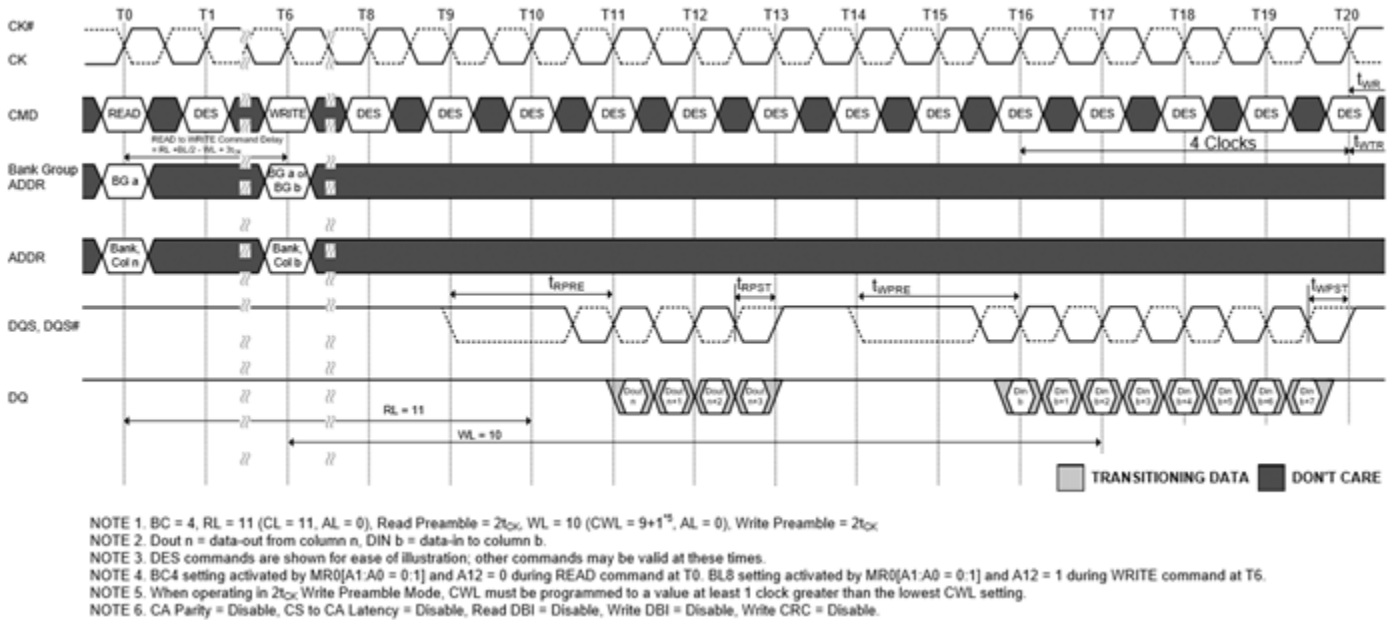 T0 T1 T6 T8 T9 T10 T11 T12 T13 T14 T15 T16 T17 T18 T19 T20
CK#
CK
tWR
CMD READ DES WRITE DES DES DES DES DES DES DES DES DES DES DES DES DES
READ to WRITE Command Delay
= RL +BL/2 - WL + 3tCK
4 Clocks
tWTR
Bank Group
ADDR
BG a
BG a or
BG b
ADDR
Bank,
Col n
Bank,
Col b
tRPRE tRPST tWPRE tWPST
DQS, DQS#
DQ
Dout
n
Dout
n+1
Dout
n+2
Dout
n+3
Din
b
Din
b+1
Din
b+2
Din
b+3
Din
b+4
Din
b+5
Din
b+6
Din
b+7
RL = 11
WL = 10
TRANSITIONING DATA DON'T CARE
NOTE 1. BC = 4, RL = 11 (CL = 11, AL = 0), Read Preamble = 2tCK, WL = 10 (CWL = 9+1*5, AL = 0), Write Preamble = 2tCK
NOTE 2. Dout n = data-out from column n, DIN b = data-in to column b.
NOTE 3. DES commands are shown for ease of illustration; other commands may be valid at these times.
NOTE 4. BC4 setting activated by MR0[A1:A0 = 0:1] and A12 = 0 during READ command at T0. BL8 setting activated by MR0[A1:A0 = 0:1] and A12 = 1 during WRITE command at T6.
NOTE 5. When operating in 2tCK Write Preamble Mode, CWL must be programmed to a value at least 1 clock greater than the lowest CWL setting.
NOTE 6. CA Parity = Disable, CS to CA Latency = Disable, Read DBI = Disable, Write DBI = Disable, Write CRC = Disable.